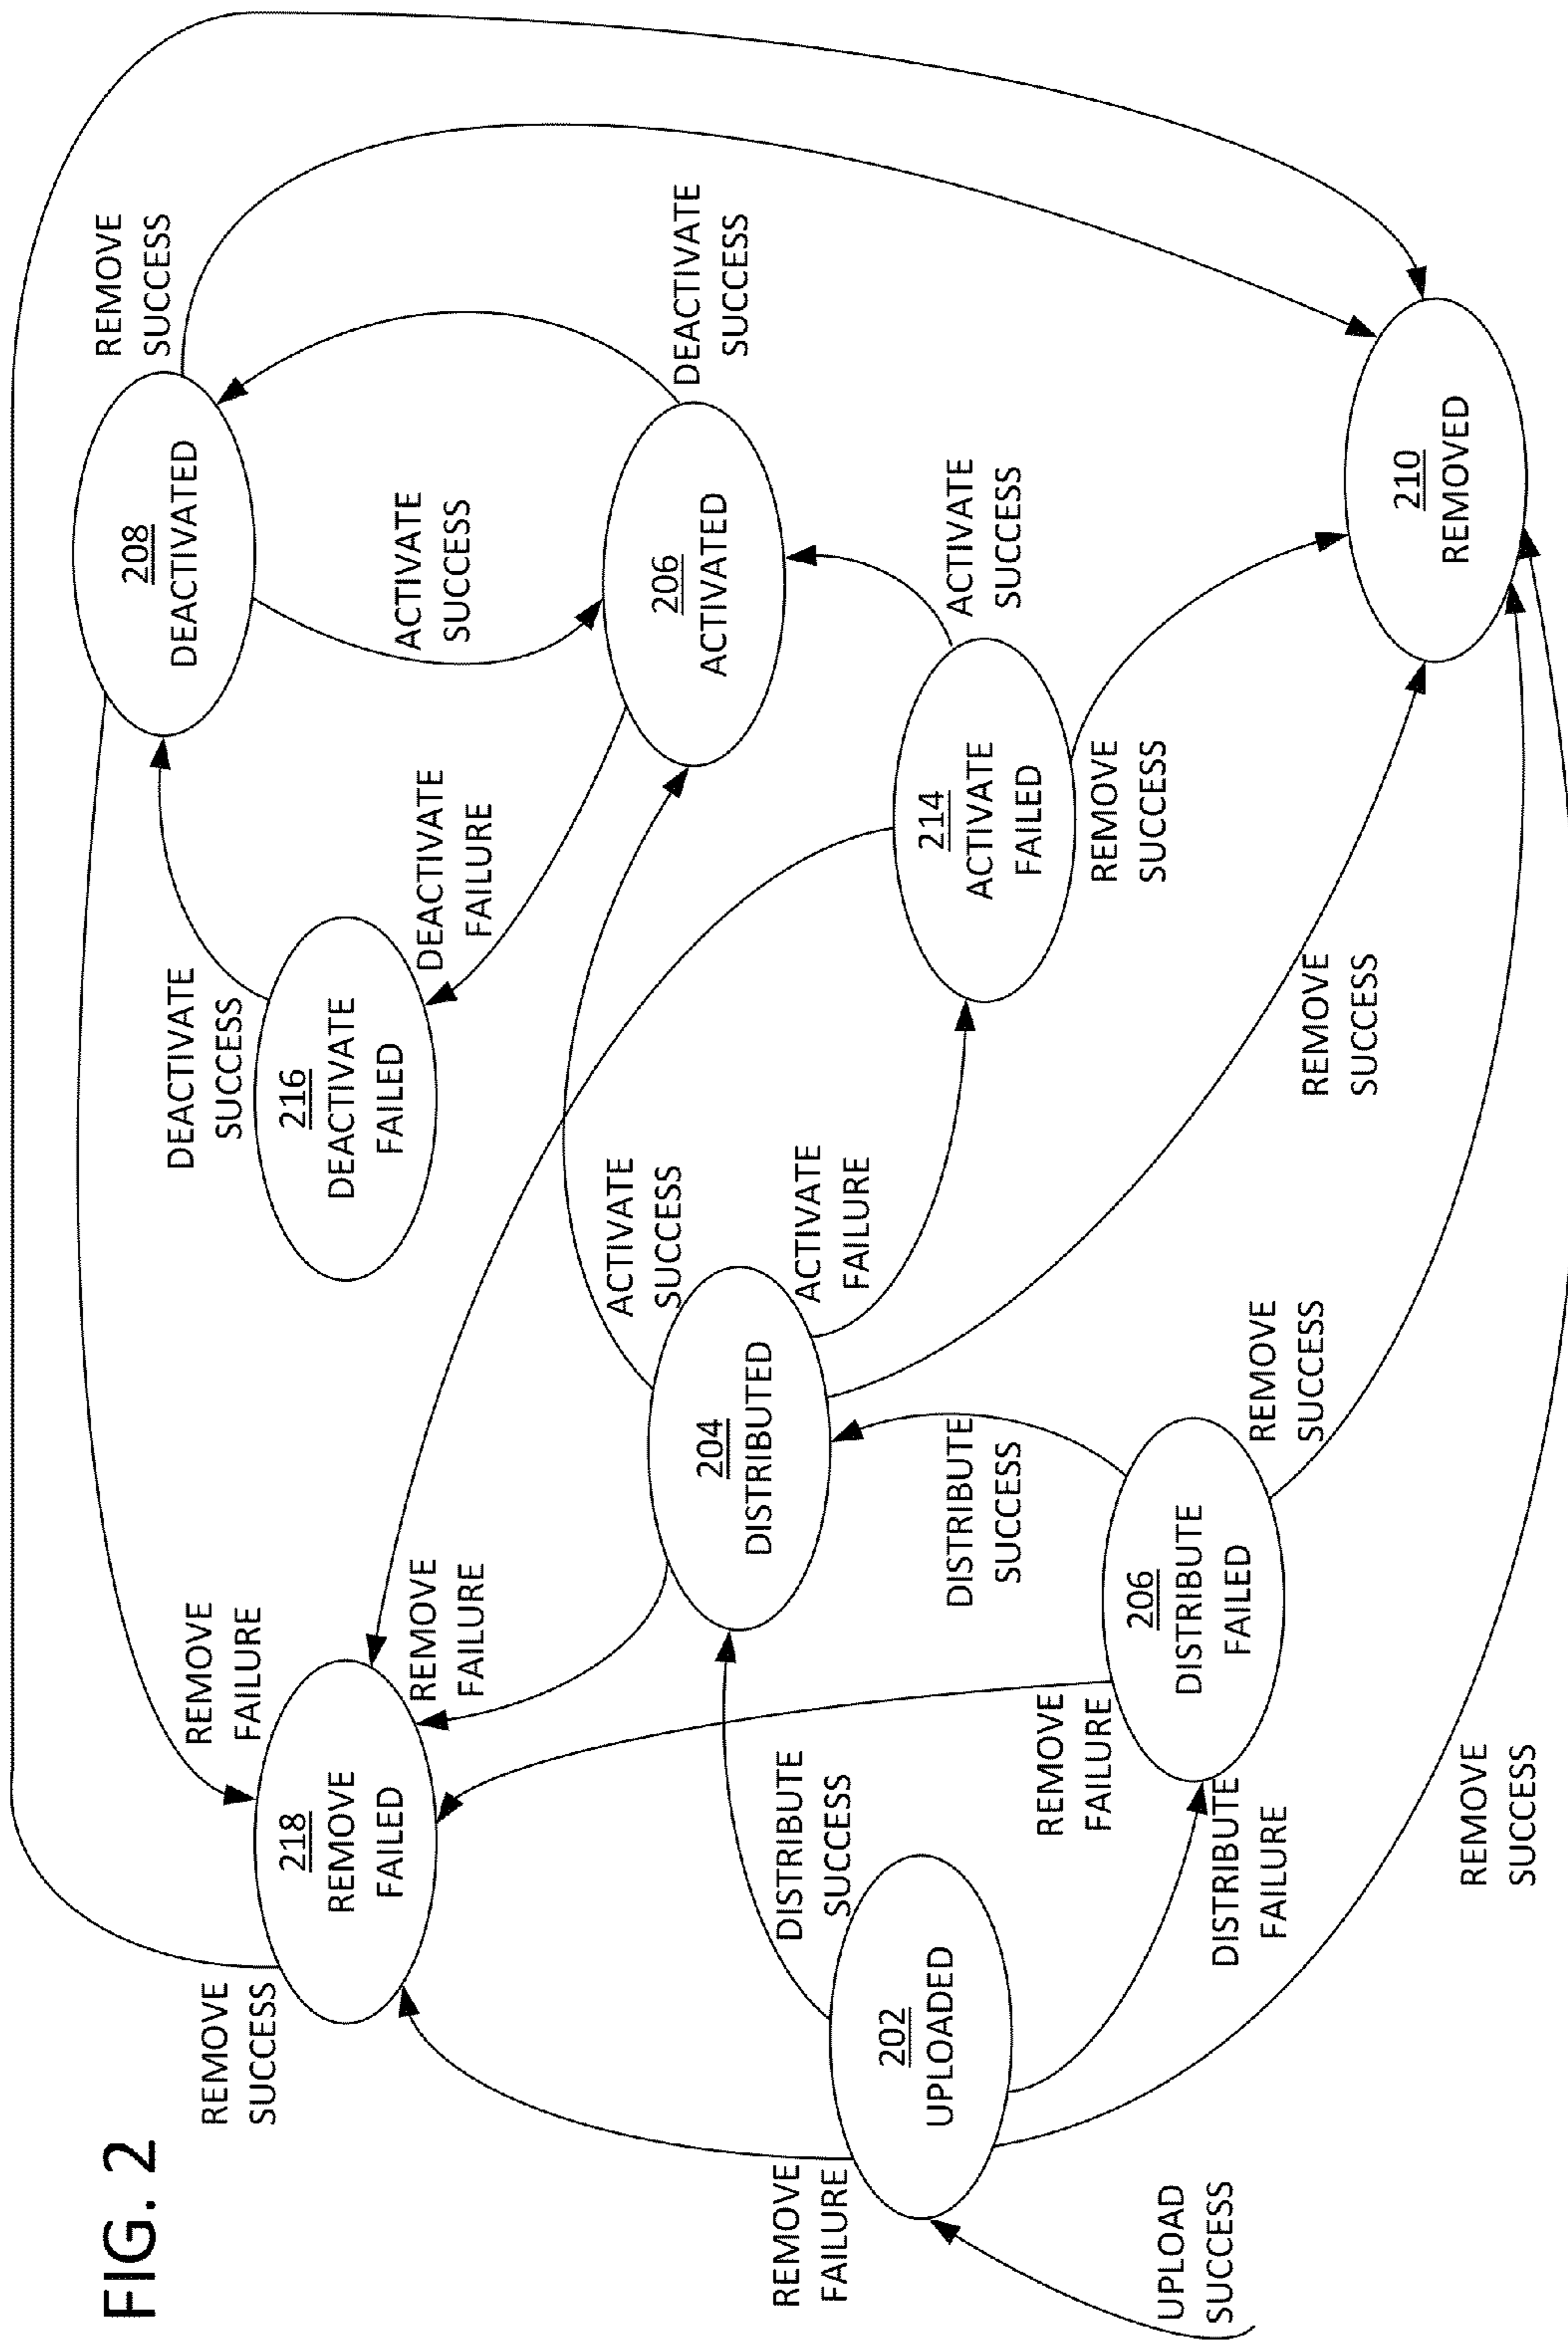 FIG. 2
REMOVE
SUCCESS
218
REMOVE
FAILED
REMOVE
FAILURE
REMOVE
FAILURE
DEACTIVATE
SUCCESS
216
DEACTIVATE
FAILED
DEACTIVATE
FAILURE
208
DEACTIVATED
REMOVE
SUCCESS
ACTIVATE
SUCCESS
DEACTIVATE
SUCCESS
206
ACTIVATED
ACTIVATE
SUCCESS
204
DISTRIBUTED
ACTIVATE
FAILURE
214
ACTIVATE
FAILED
ACTIVATE
SUCCESS
REMOVE
SUCCESS
REMOVE
FAILURE
202
UPLOADED
DISTRIBUTE
SUCCESS
DISTRIBUTE
SUCCESS
REMOVE
FAILURE
206
DISTRIBUTE
FAILED
DISTRIBUTE
FAILURE
REMOVE
SUCCESS
REMOVE
SUCCESS
210
REMOVED
UPLOAD
SUCCESS
REMOVE
SUCCESS